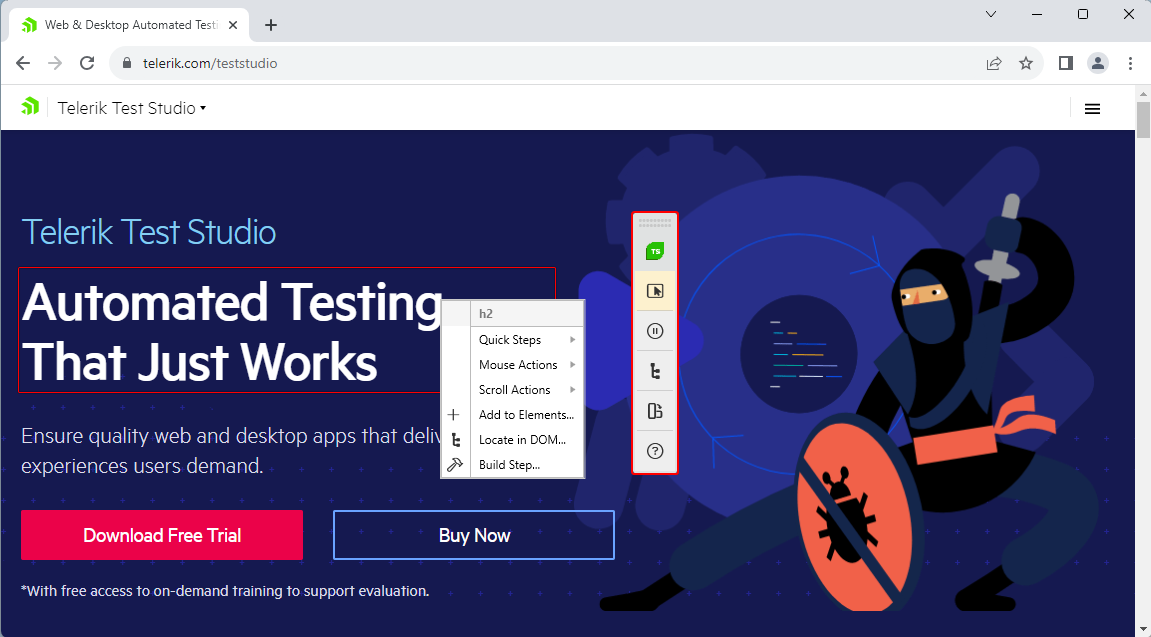 Web & Desktop Automated Testi
telerik.com/teststudio
Telerik Test Studio
Telerik Test Studio
Automated Testing
That Just Works
TS
h2
Quick Steps
Mouse Actions
Scroll Actions
Add to Elements...
Locate in DOM...
Build Step...
Ensure quality web and desktop apps that deliv
experiences users demand.
Download Free Trial
Buy Now
*With free access to on-demand training to support evaluation.